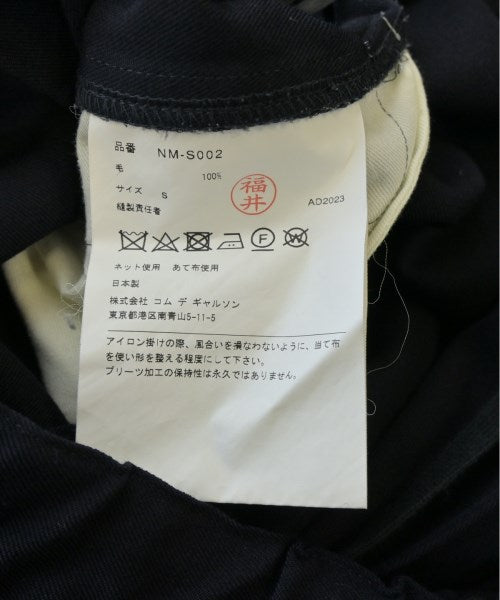 品番 NM-S002
毛 100%
サイズ S
縫製責任者 福井 AD2023
F W
ネット使用 あて布使用
日本製
株式会社 コム デ ギャルソン
東京都港区南青山5-11-5
アイロン掛けの際、風合いを損なわないように、当て布
を使い形を整える程度にして下さい。
プリーツ加工の保持性は永久ではありません。